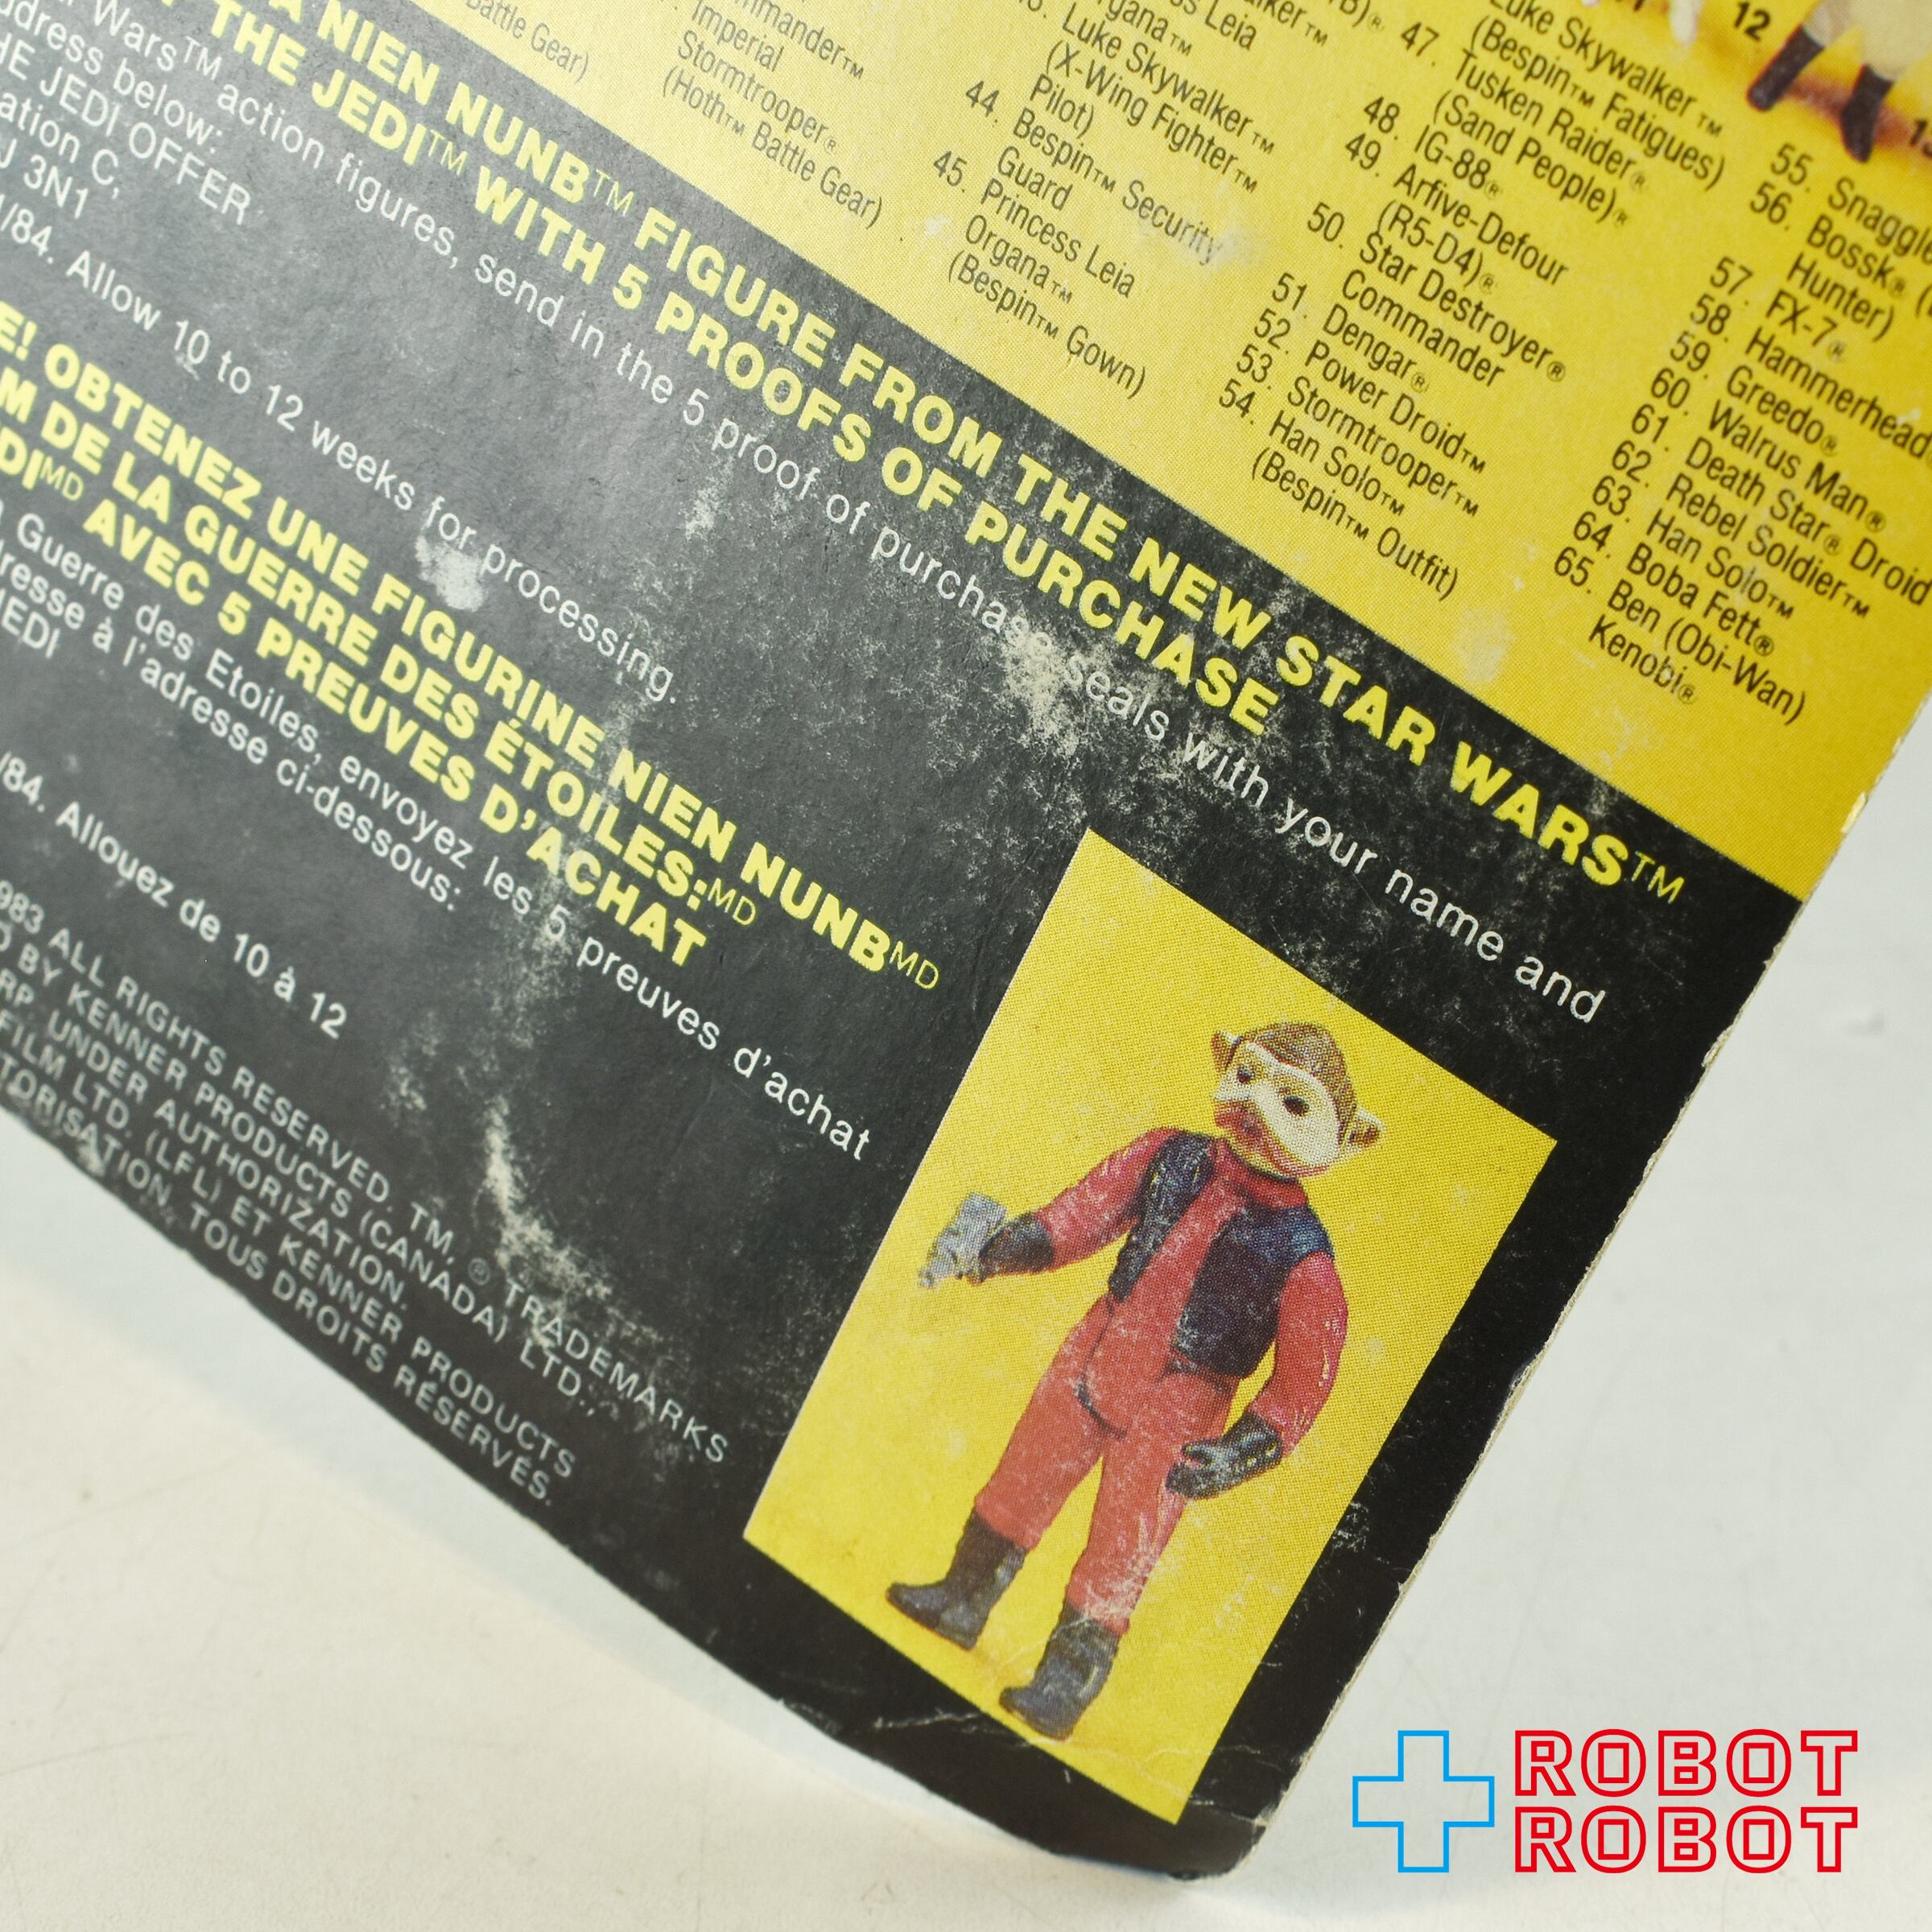 Battle Gear)
Imperial
Stormtrooper®
(Hoth™ Battle Gear)
Organa™
Luke Skywalker™
(X-Wing Fighter™
Pilot)
44. Bespin™ Security
Guard
45. Princess Leia
Organa™
(Bespin™ Gown)
Leia
Luke Skywalker™
(Bespin™ Fatigues)
47. Tusken Raider®
(Sand People)®
48. IG-88®
49. Arfive-Defour
(R5-D4)®
50. Star Destroyer®
Commander
51. Dengar®
52. Power Droid™
53. Stormtrooper™
54. Han Solo™
(Bespin™ Outfit)
12.
55.
56. Bossk®
Hunter)
57. FX-7®
58. Hammerhead®
59. Greedo®
60. Walrus Man®
61. Death Star® Droid
62. Rebel Soldier™
63. Han Solo™
64. Boba Fett®
65. Ben (Obi-Wan)
Kenobi®
A NIEN NUNB™ FIGURE FROM THE NEW STAR WARS™
THE JEDI™ WITH 5 PROOFS OF PURCHASE
Wars™ action figures, send in the 5 proof of purchase seals with your name and
below:
JEDI OFFER
C,
3N1
/84. Allow 10 to 12 weeks for processing.
OBTENEZ UNE FIGURINE NIEN NUNBMD
DE LA GUERRE DES ÉTOILES:MD
AVEC 5 PREUVES D'ACHAT
Guerre des Etoiles, envoyez les 5 preuves d'achat
à l'adresse ci-dessous:
JEDI
/84. Allouez de 10 à 12
ALL RIGHTS RESERVED. TM, ® TRADEMARKS
BY KENNER PRODUCTS (CANADA) LTD.,
UNDER AUTHORIZATION.
FILM LTD. (LFL) ET KENNER PRODUCTS
TOUS DROITS RÉSERVÉS.
ROBOT
ROBOT